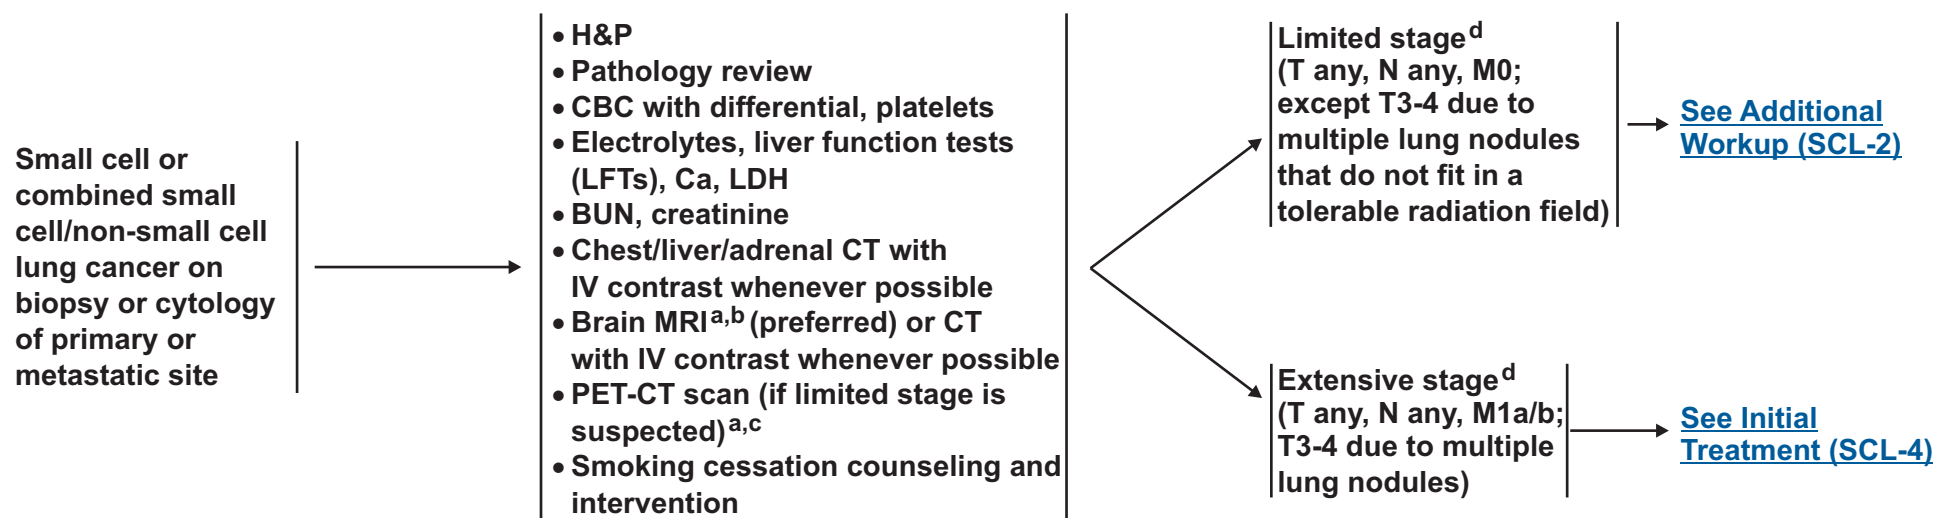 Small cell or
combined small
cell/non-small cell
lung cancer on
biopsy or cytology
of primary or
metastatic site
• H&P
• Pathology review
• CBC with differential, platelets
• Electrolytes, liver function tests
(LFTs), Ca, LDH
• BUN, creatinine
• Chest/liver/adrenal CT with
IV contrast whenever possible
• Brain MRI a,b (preferred) or CT
with IV contrast whenever possible
• PET-CT scan (if limited stage is
suspected) a,c
• Smoking cessation counseling and
intervention
Limited stage d
(T any, N any, M0;
except T3-4 due to
multiple lung nodules
that do not fit in a
tolerable radiation field)
See Additional
Workup (SCL-2)
Extensive stage d
(T any, N any, M1a/b;
T3-4 due to multiple
lung nodules)
See Initial
Treatment (SCL-4)